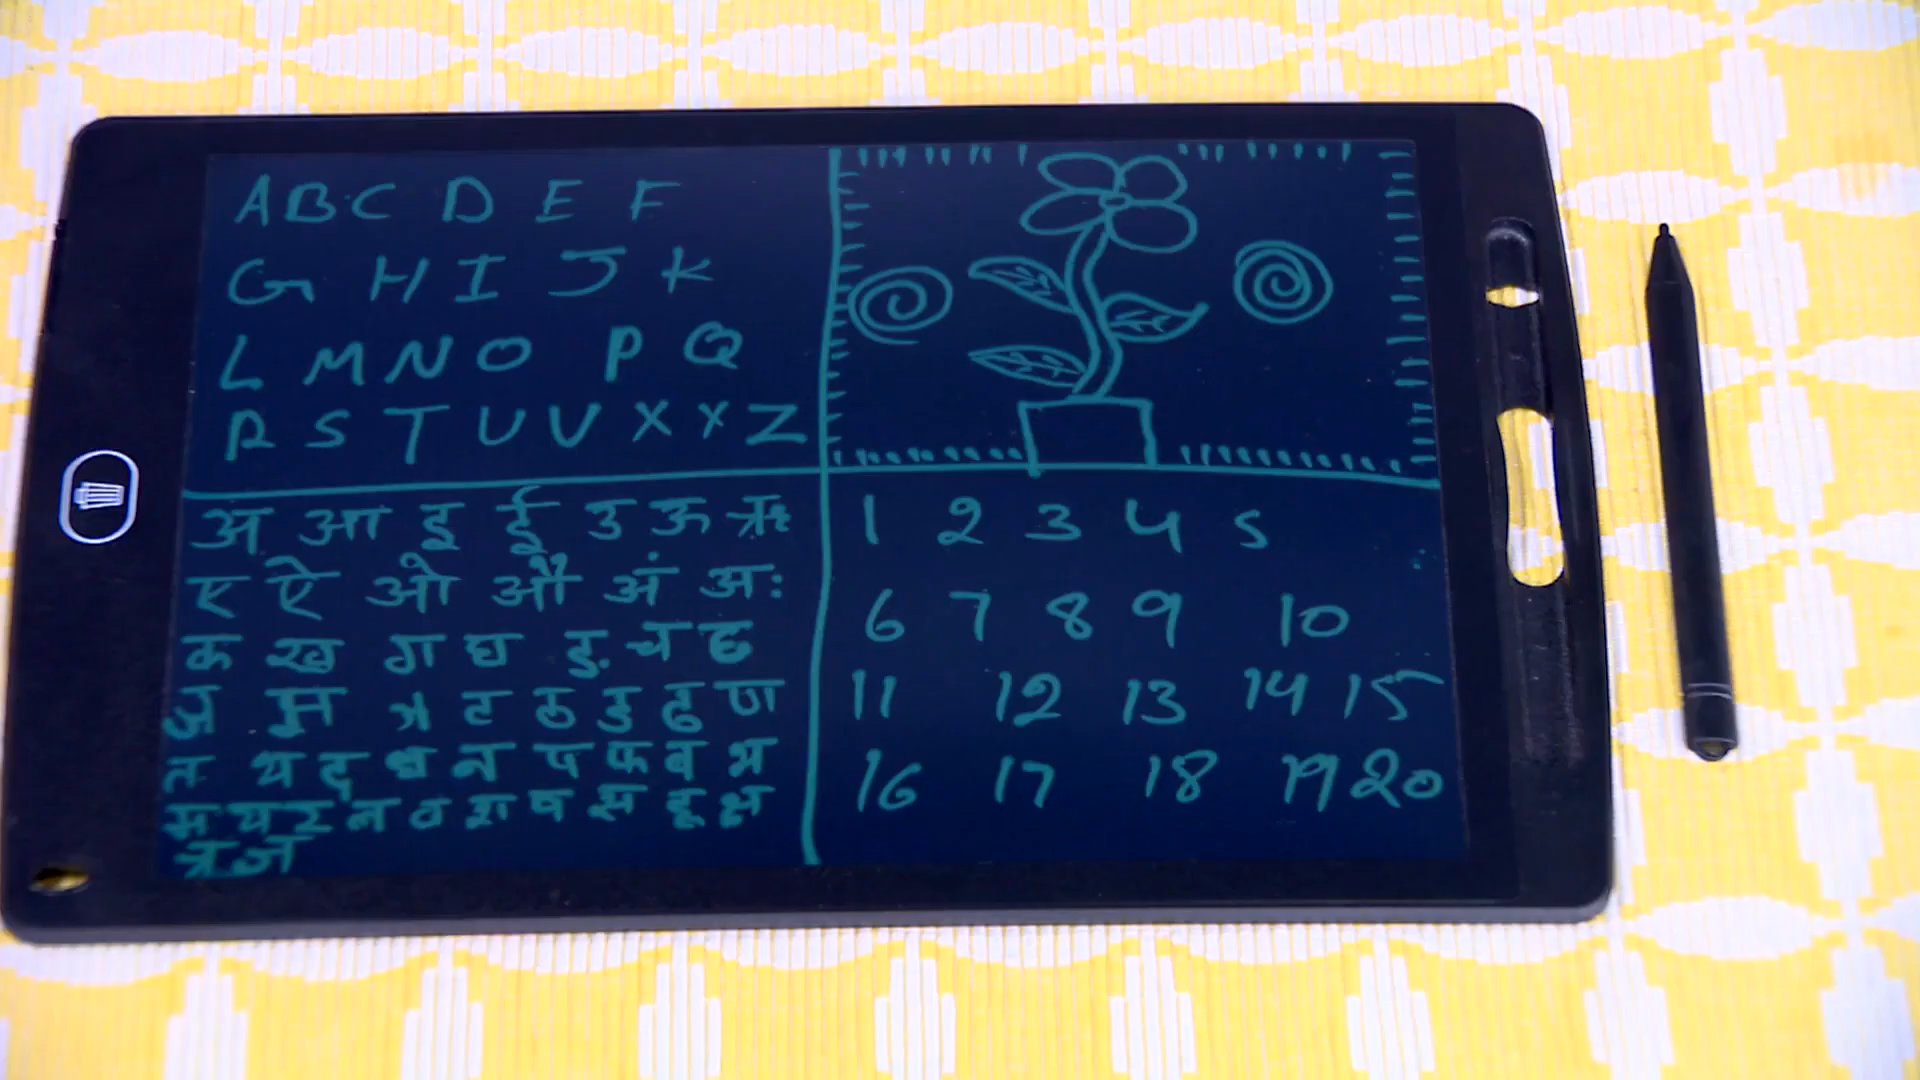 A B C D E F
G H I J K
L M N O P Q
R S T U V X Y Z
अ आ इ ई उ ऊ ऋ
ए ऐ ओ औ अं अः
क ख ग घ ङ च छ
ज झ ञ ट ठ ड ढ ण
त थ द ध न प फ ब भ
म य र ल व श ष स ह क्ष
त्र ज्ञ
1 2 3 4 5
6 7 8 9 10
11 12 13 14 15
16 17 18 19 20